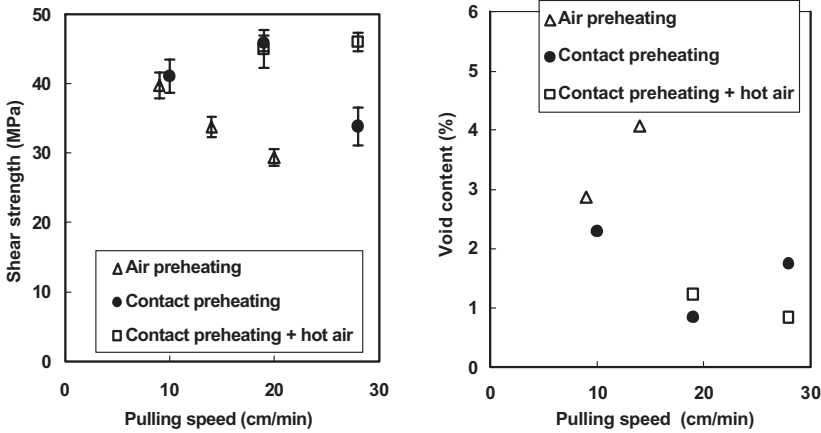 50
40
30
20
10
0
Shear strength (MPa)
Air preheating
Contact preheating
Contact preheating + hot air
0 10 20 30
Pulling speed (cm/min)
Air preheating
Contact preheating
Contact preheating + hot air
6
5
4
3
2
1
0
Void content (%)
0 10 20 30
Pulling speed (cm/min)